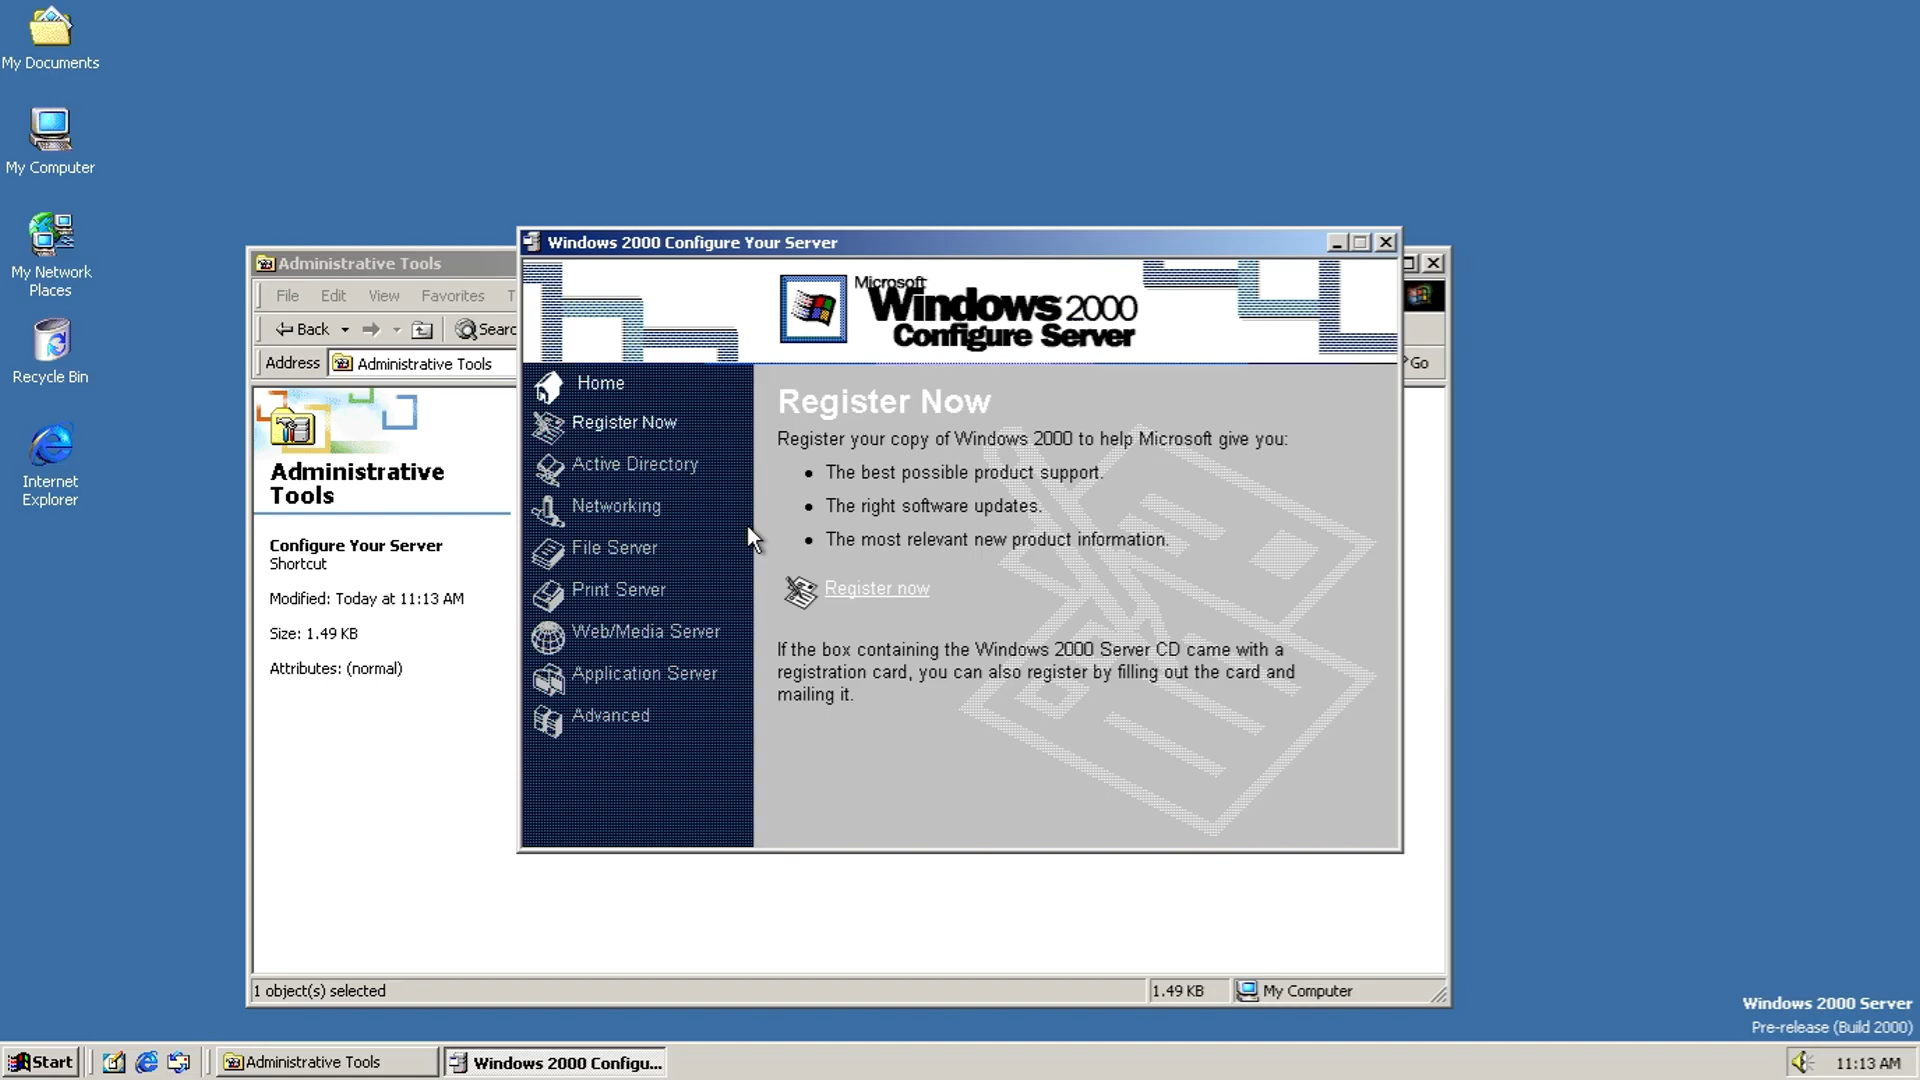 My Documents
My Computer
My Network
Places
Recycle Bin
Internet
Explorer
Administrative Tools
File Edit View Favorites T
Back Searc
Address Administrative Tools
Go
Administrative
Tools
Configure Your Server
Shortcut
Modified: Today at 11:13 AM
Size: 1.49 KB
Attributes: (normal)
1 object(s) selected
1.49 KB
My Computer
Windows 2000 Configure Your Server
Microsoft
Windows 2000
Configure Server
Home
Register Now
Active Directory
Networking
File Server
Print Server
Web/Media Server
Application Server
Advanced
Register Now
Register your copy of Windows 2000 to help Microsoft give you:
• The best possible product support.
• The right software updates.
• The most relevant new product information.
Register now
If the box containing the Windows 2000 Server CD came with a
registration card, you can also register by filling out the card and
mailing it.
Windows 2000 Server
Pre-release (Build 2000)
Start
Administrative Tools
Windows 2000 Configu...
11:13 AM